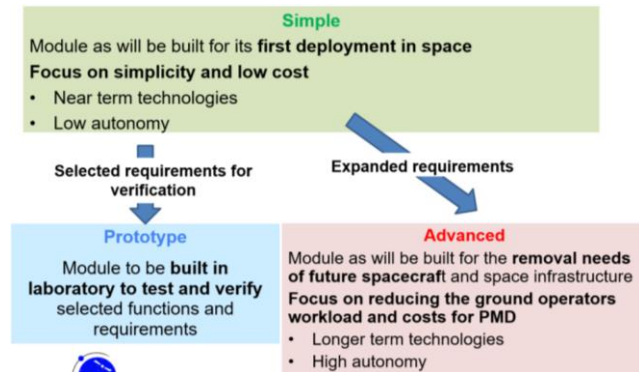 Simple
Module as will be built for its first deployment in space
Focus on simplicity and low cost
• Near term technologies
• Low autonomy
Selected requirements for
verification
Expanded requirements
Prototype
Module to be built in
laboratory to test and verify
selected functions and
requirements
Advanced
Module as will be built for the removal needs
of future spacecraft and space infrastructure
Focus on reducing the ground operators
workload and costs for PMD
• Longer term technologies
• High autonomy